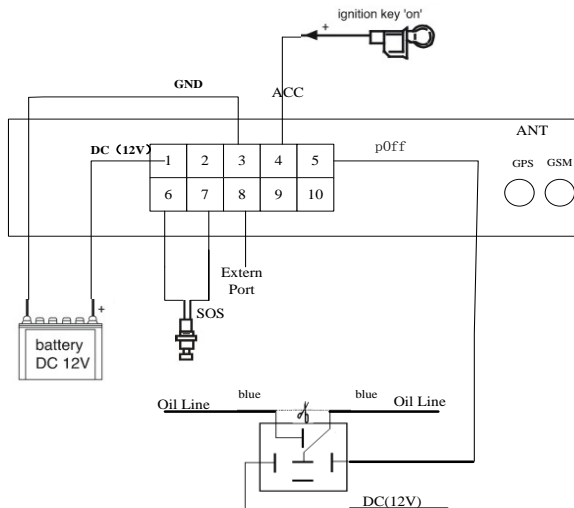 ignition key 'on'
+
GND
ACC
ANT
DC (12V)
1 2 3 4 5
pOff
GPS GSM
6 7 8 9 10
Extern
Port
SOS
+
battery
DC 12V
Oil Line blue blue Oil Line
DC(12V)